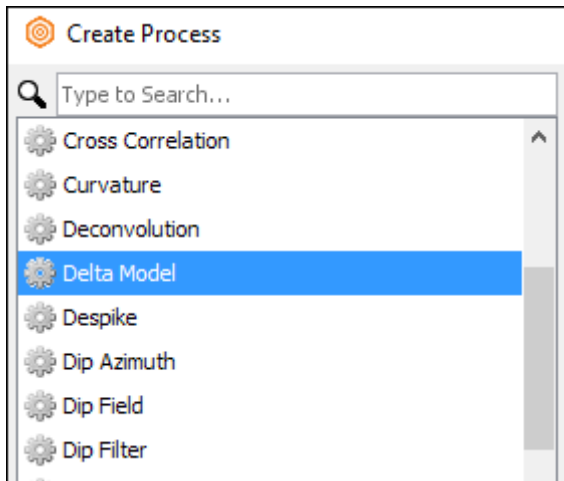 Create Process
Type to Search...
Cross Correlation
Curvature
Deconvolution
Delta Model
Despike
Dip Azimuth
Dip Field
Dip Filter